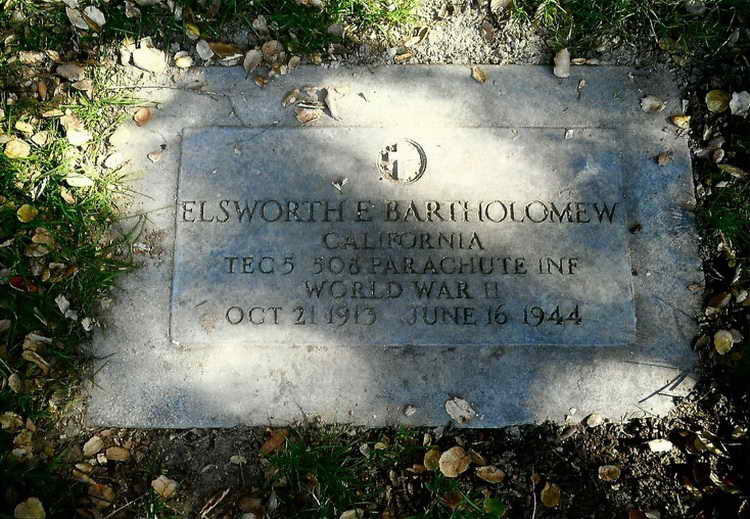 ELSWORTH E BARTHOLOMEW
CALIFORNIA
TEC 5 508 PARACHUTE INF
WORLD WAR II
OCT 21 1913 JUNE 16 1944